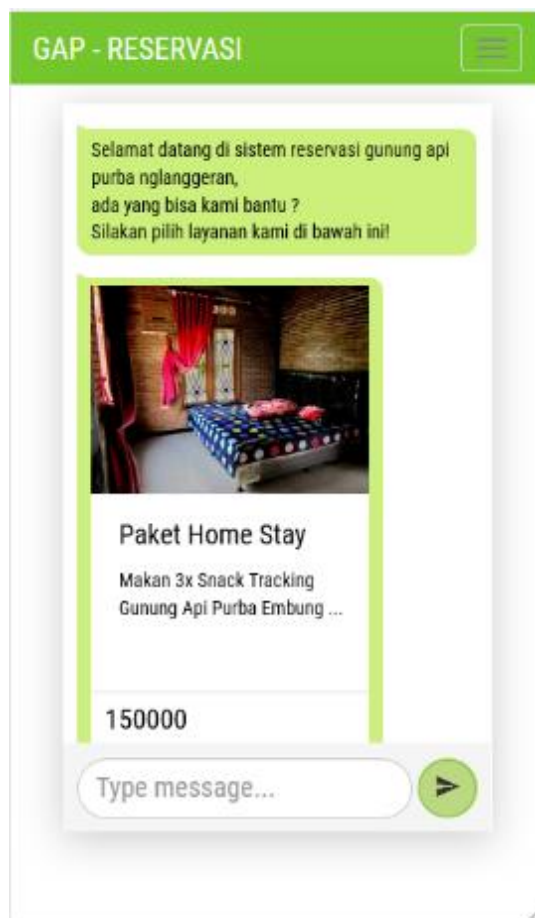 GAP - RESERVASI
Selamat datang di sistem reservasi gunung api
purba nglanggeran,
ada yang bisa kami bantu ?
Silakan pilih layanan kami di bawah ini!
Paket Home Stay
Makan 3x Snack Tracking
Gunung Api Purba Embung ...
150000
Type message...